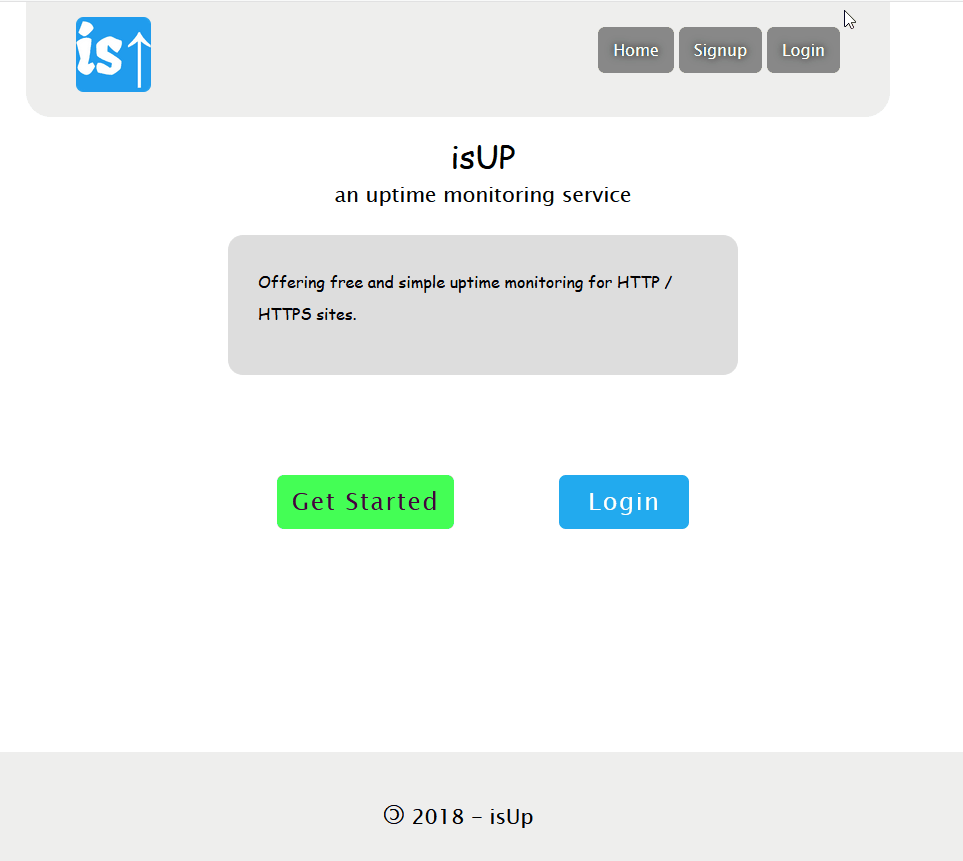 is↑
Home Signup Login
isUP
an uptime monitoring service
Offering free and simple uptime monitoring for HTTP /
HTTPS sites.
Get Started Login
🄯 2018 - isUp